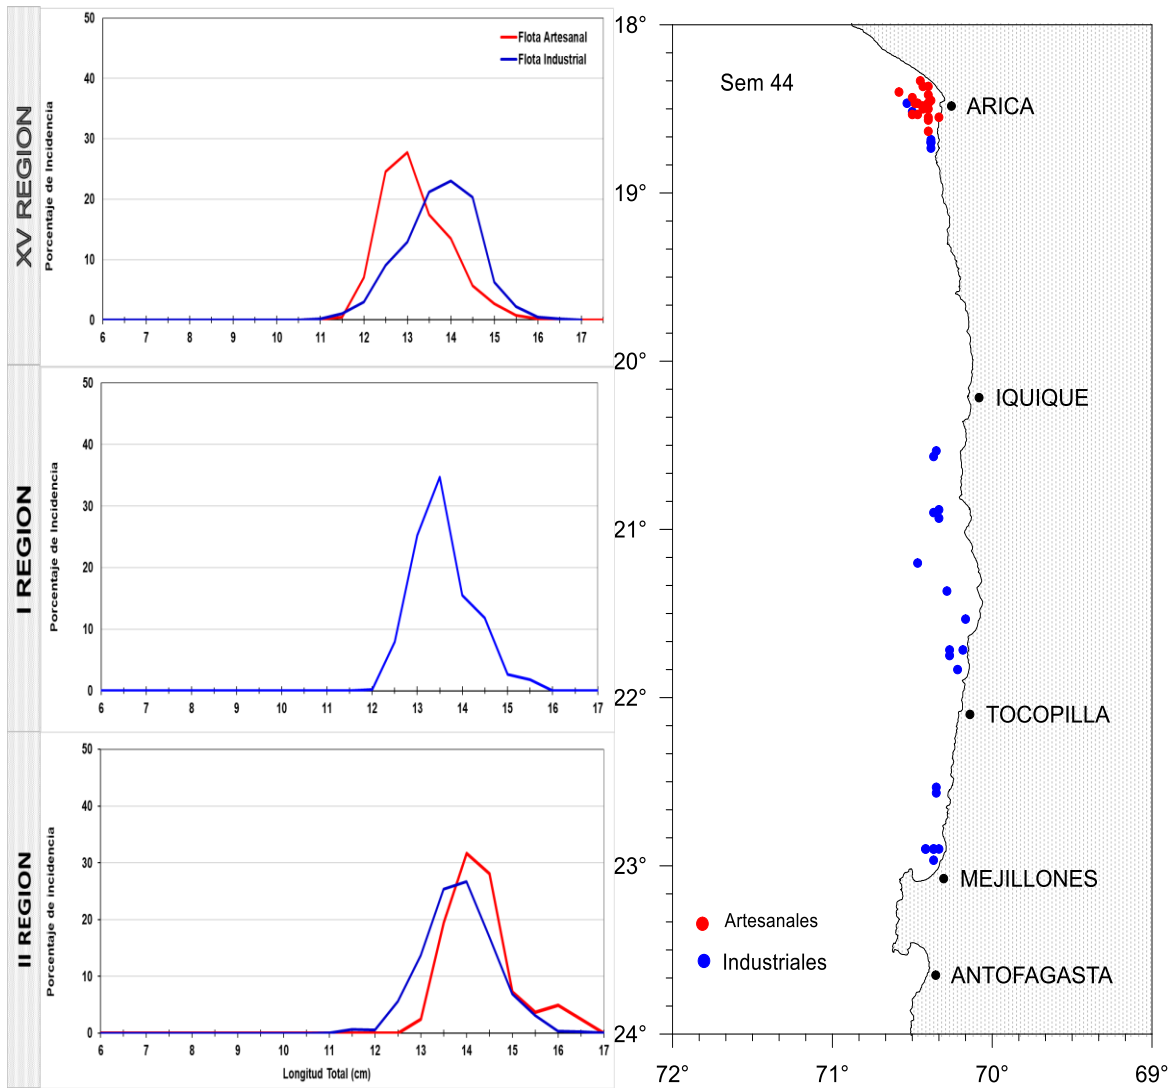 XV REGION
Porcentaje de Incidencia
50
40
30
20
10
0
6 7 8 9 10 11 12 13 14 15 16 17
Flota Artesanal
Flota Industrial
I REGION
Porcentaje de Incidencia
50
40
30
20
10
0
6 7 8 9 10 11 12 13 14 15 16 17
II REGION
Porcentaje de incidencia
50
40
30
20
10
0
6 7 8 9 10 11 12 13 14 15 16 17
Longitud Total (cm)
18°
19°
20°
21°
22°
23°
24°
Sem 44
ARICA
IQUIQUE
TOCOPILLA
MEJILLONES
ANTOFAGASTA
Artesanales
Industriales
72° 71° 70° 69°